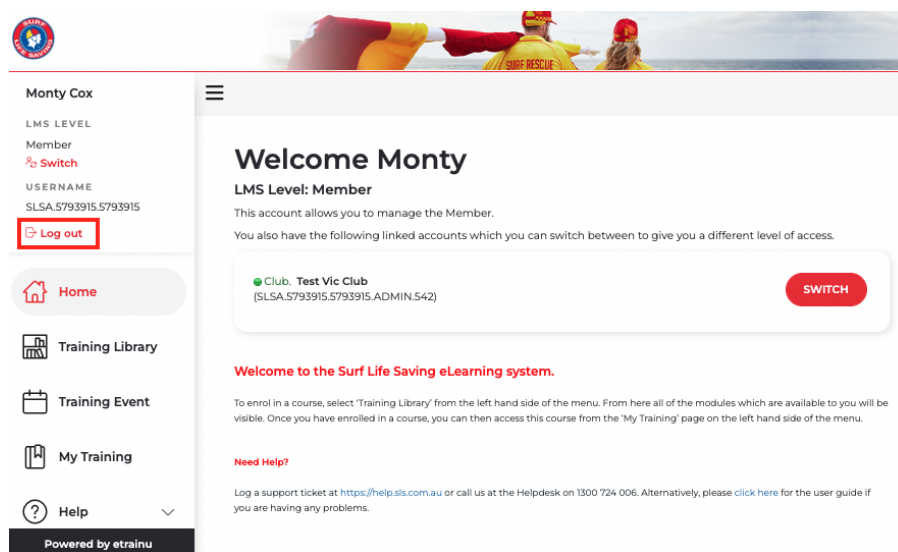 SURF
LIFE SAVING
SURF RESCUE
Monty Cox
LMS LEVEL
Member
Switch
USERNAME
SLSA.5793915.5793915
Log out
Home
Training Library
Training Event
My Training
Help
Powered by etrainu
Welcome Monty
LMS Level: Member
This account allows you to manage the Member.
You also have the following linked accounts which you can switch between to give you a different level of access.
Club. Test Vic Club
(SLSA.5793915.5793915.ADMIN.542)
SWITCH
Welcome to the Surf Life Saving eLearning system.
To enrol in a course, select 'Training Library' from the left hand side of the menu. From here all of the modules which are available to you will be
visible. Once you have enrolled in a course, you can then access this course from the 'My Training' page on the left hand side of the menu.
Need Help?
Log a support ticket at https://help.sls.com.au or call us at the Helpdesk on 1300 724 006. Alternatively, please click here for the user guide if
you are having any problems.